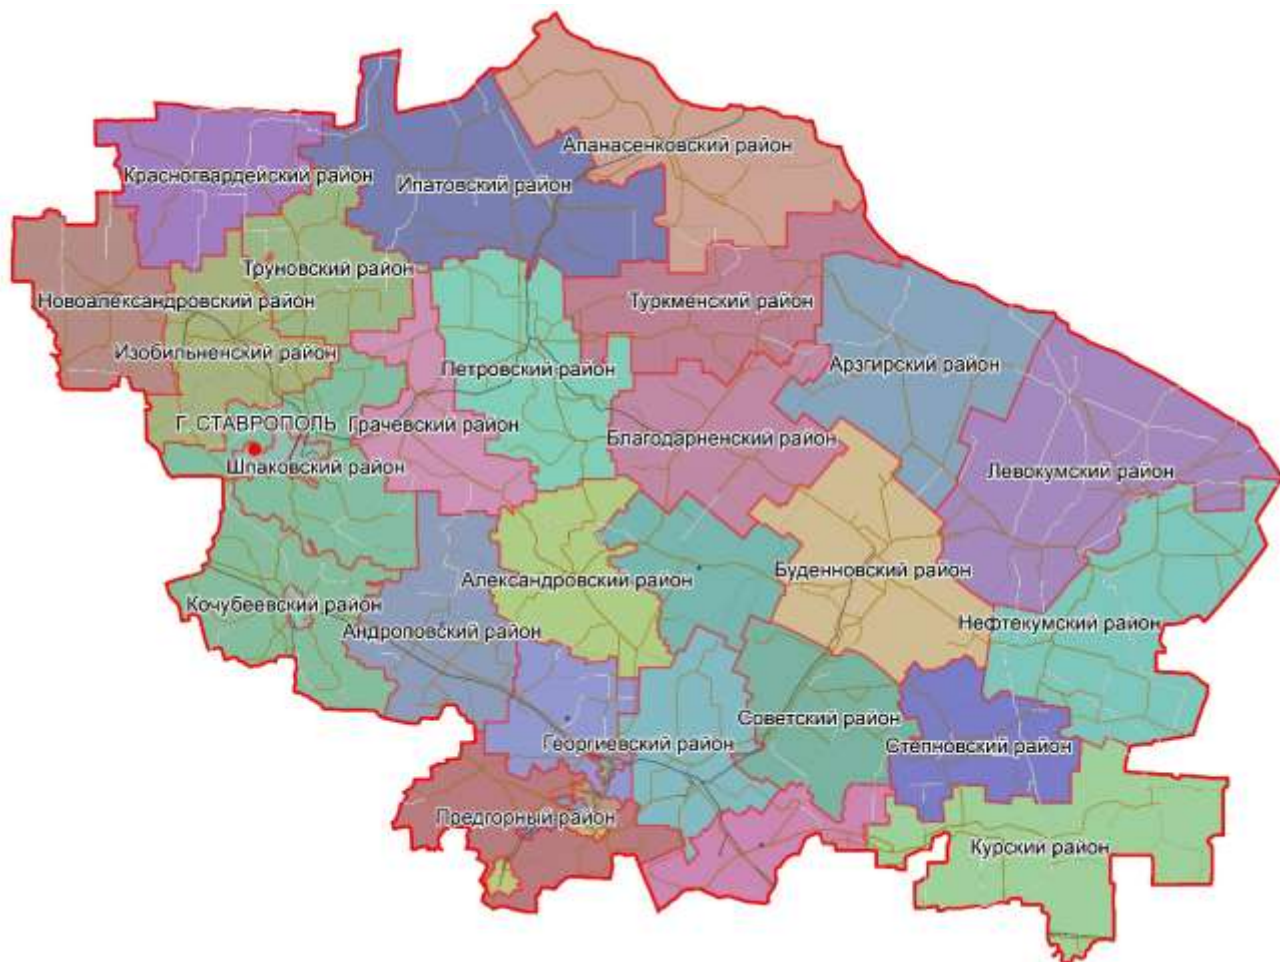 Апанасенковский район
Красногвардейский район
Ипатовский район
Труновский район
Новоалександровский район
Туркменский район
Изобильненский район
Петровский район
Арзгирский район
Г. СТАВРОПОЛЬ
Грачевский район
Благодарненский район
Шпаковский район
Левокумский район
Александровский район
Буденновский район
Кочубеевский район
Андроповский район
Нефтекумский район
Советский район
Георгиевский район
Степновский район
Предгорный район
Курский район